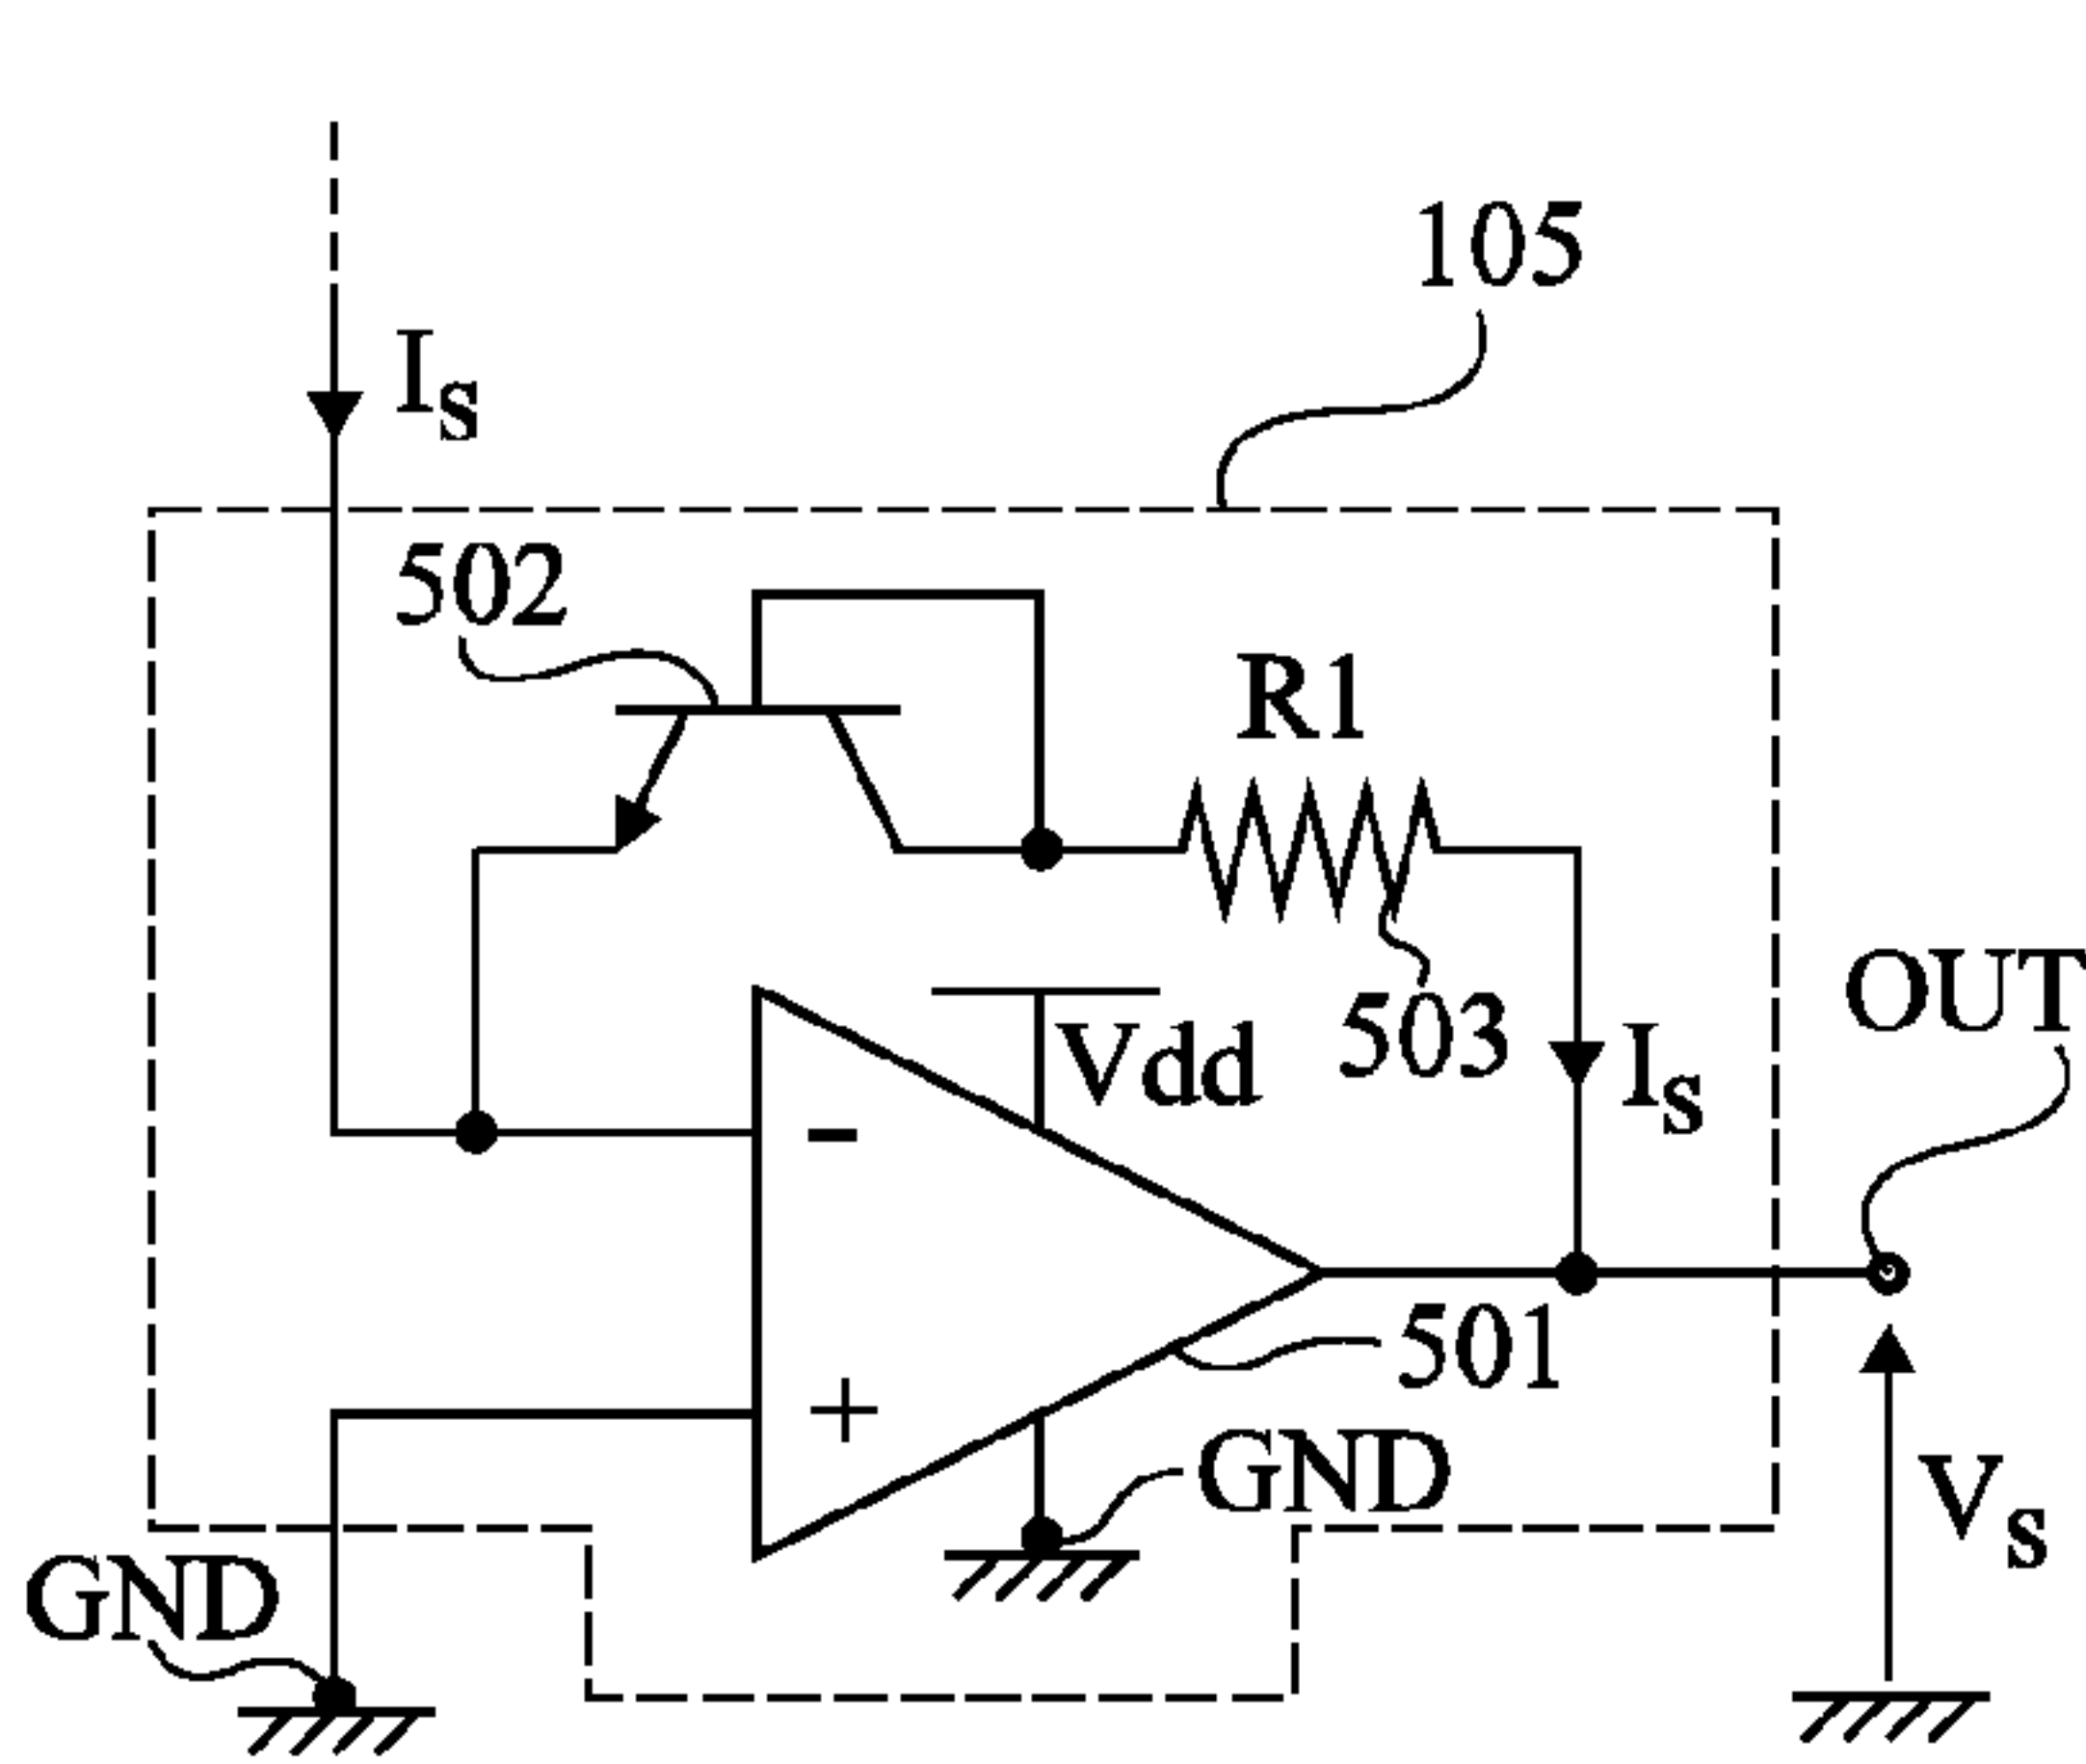 105
Is
502
R1
OUT
Vdd
503
Is
-
+
501
GND
Vs
GND